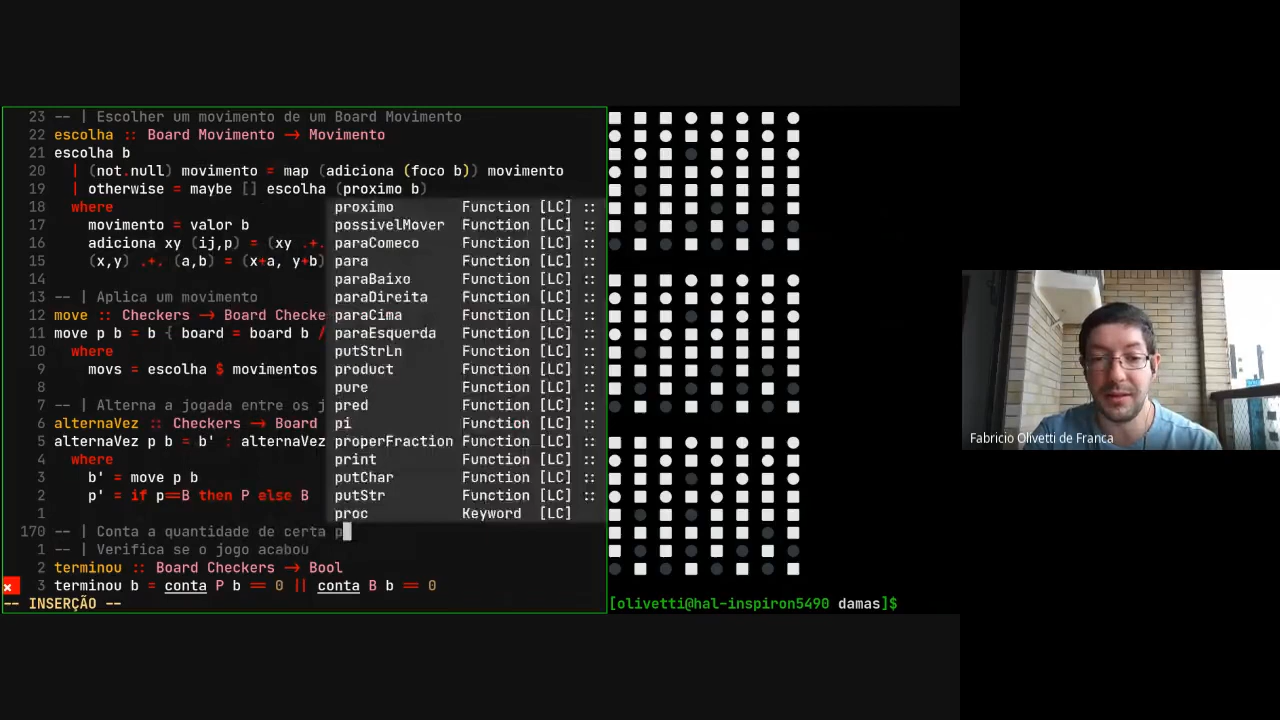 23 -- | Escolher um movimento de um Board Movimento
22 escolha :: Board Movimento → Movimento
21 escolha b
20 | (not.null) movimento = map (adiciona (foco b)) movimento
19 | otherwise = maybe [] escolha (proximo b)
18 where
17 movimento = valor b
16 adiciona xy (ij,p) = (xy .+.
15 (x,y) .+. (a,b) = (x+a, y+b)
14
13 -- | Aplica um movimento
12 move :: Checkers → Board Checke
11 move p b = b { board = board b /
10 where
9 movs = escolha $ movimentos
8
7 -- | Alterna a jogada entre os j
6 alternaVez :: Checkers → Board
5 alternaVez p b = b' : alternaVez
4 where
3 b' = move p b
2 p' = if p==B then P else B
1
170 -- | Conta a quantidade de certa p
1 -- | Verifica se o jogo acabou
2 terminou :: Board Checkers → Bool
3 terminou b = conta P b == 0 || conta B b == 0
-- INSERÇÃO --
proximo Function [LC] ::
possivelMover Function [LC] ::
paraComeco Function [LC] ::
para Function [LC] ::
paraBaixo Function [LC] ::
paraDireita Function [LC] ::
paraCima Function [LC] ::
paraEsquerda Function [LC] ::
putStrLn Function [LC] ::
product Function [LC] ::
pure Function [LC] ::
pred Function [LC] ::
pi Function [LC] ::
properFraction Function [LC] ::
print Function [LC] ::
putChar Function [LC] ::
putStr Function [LC] ::
proc Keyword [LC]
[olivetti@hal-inspiron5490 damas]$
Fabricio Olivetti de Franca